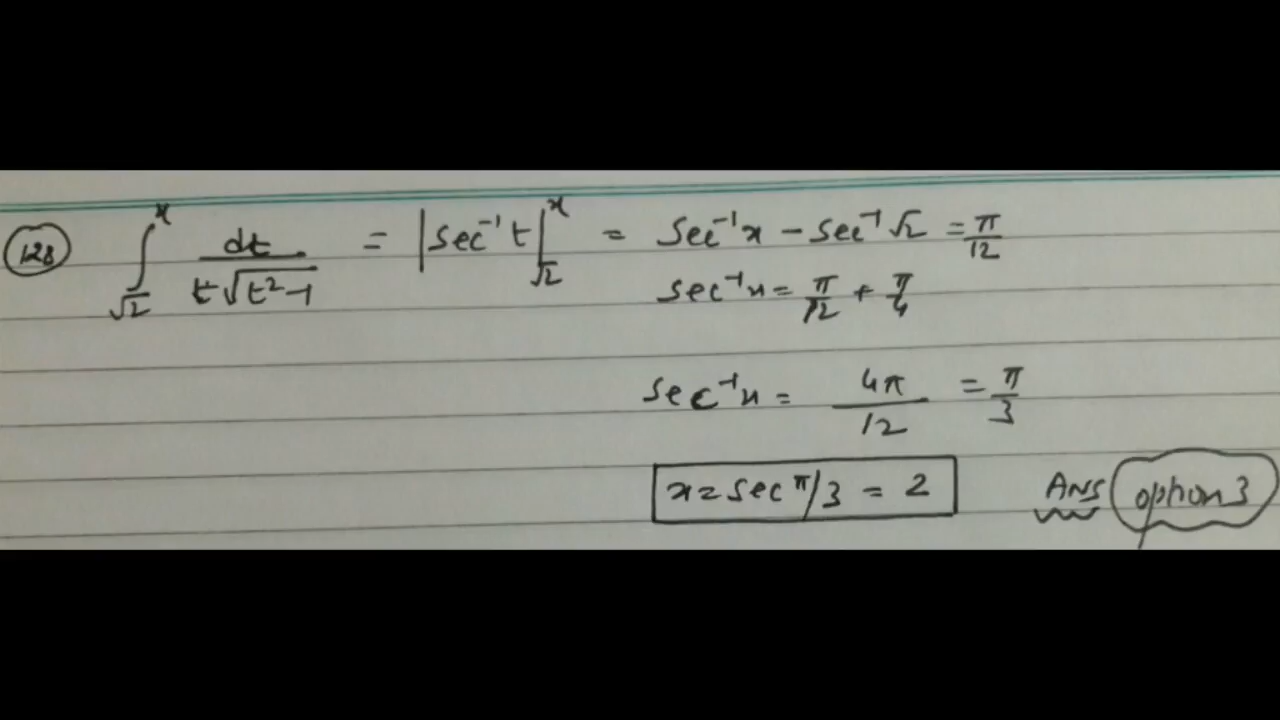 (128) ∫_{√2}^{x} dt / (t√(t²-1)) = |sec⁻¹ t|_{√2}^{x} = Sec⁻¹x - sec⁻¹√2 = π/12
sec⁻¹x = π/12 + π/4
sec⁻¹x = 4π/12 = π/3
x = sec π/3 = 2 Ans option 3